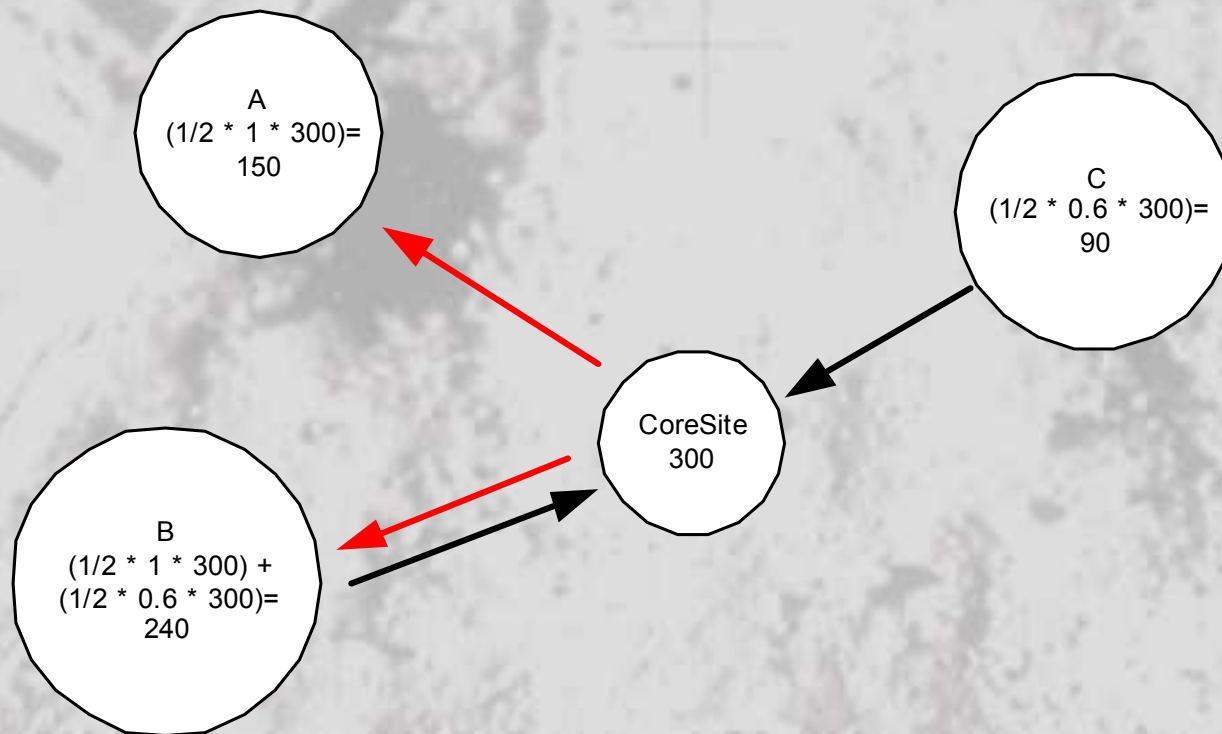 A
(1/2 * 1 * 300)=
150
C
(1/2 * 0.6 * 300)=
90
CoreSite
300
B
(1/2 * 1 * 300) +
(1/2 * 0.6 * 300)=
240